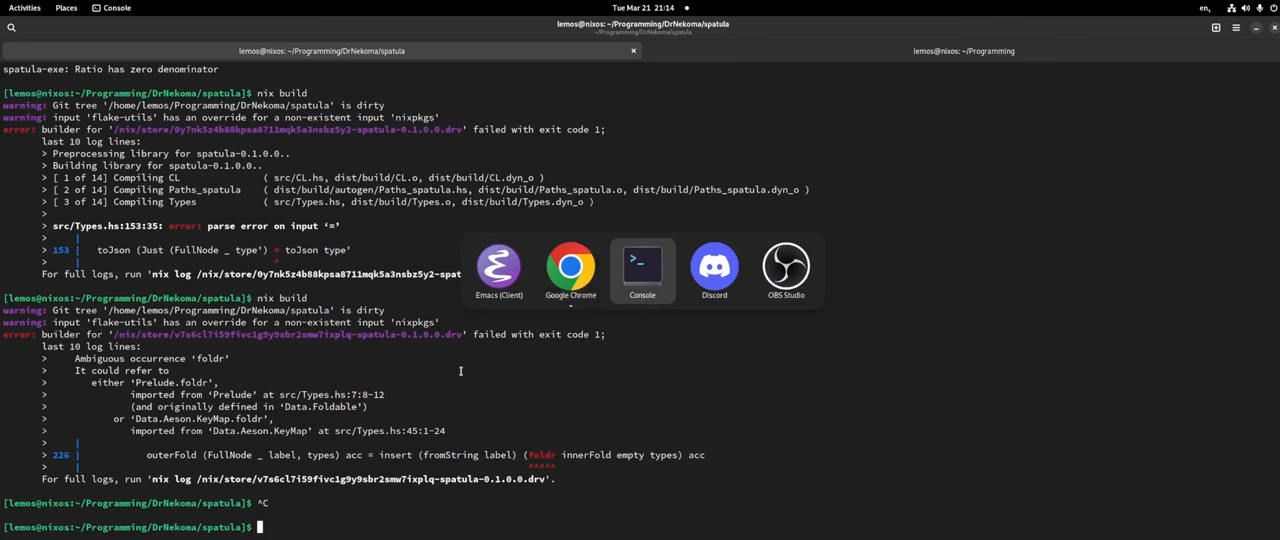 Activities Places Console Tue Mar 21 21:14 en,
lemos@nixos: ~/Programming/DrNekoma/spatula
~/Programming/DrNekoma/spatula
lemos@nixos: ~/Programming/DrNekoma/spatula
lemos@nixos: ~/Programming
spatula-exe: Ratio has zero denominator
[lemos@nixos:~/Programming/DrNekoma/spatula]$ nix build
warning: Git tree '/home/lemos/Programming/DrNekoma/spatula' is dirty
warning: input 'flake-utils' has an override for a non-existent input 'nixpkgs'
error: builder for '/nix/store/0y7nk5z4b88kpsa8711mqk5a3nsbz5y2-spatula-0.1.0.0.drv' failed with exit code 1;
last 10 log lines:
> Preprocessing library for spatula-0.1.0.0..
> Building library for spatula-0.1.0.0..
> [ 1 of 14] Compiling CL ( src/CL.hs, dist/build/CL.o, dist/build/CL.dyn_o )
> [ 2 of 14] Compiling Paths_spatula ( dist/build/autogen/Paths_spatula.hs, dist/build/Paths_spatula.o, dist/build/Paths_spatula.dyn_o )
> [ 3 of 14] Compiling Types ( src/Types.hs, dist/build/Types.o, dist/build/Types.dyn_o )
>
> src/Types.hs:153:35: error: parse error on input ‘=’
> |
> 153 | toJson (Just (FullNode _ type') = toJson type'
> | ^
For full logs, run 'nix log /nix/store/0y7nk5z4b88kpsa8711mqk5a3nsbz5y2-spat
Emacs (Client) Google Chrome Console Discord OBS Studio
[lemos@nixos:~/Programming/DrNekoma/spatula]$ nix build
warning: Git tree '/home/lemos/Programming/DrNekoma/spatula' is dirty
warning: input 'flake-utils' has an override for a non-existent input 'nixpkgs'
error: builder for '/nix/store/v7s6cl7i59fivc1g9y9sbr2smw7ixplq-spatula-0.1.0.0.drv' failed with exit code 1;
last 10 log lines:
> Ambiguous occurrence ‘foldr’
> It could refer to
> either ‘Prelude.foldr’,
> imported from ‘Prelude’ at src/Types.hs:7:8-12
> (and originally defined in ‘Data.Foldable’)
> or ‘Data.Aeson.KeyMap.foldr’,
> imported from ‘Data.Aeson.KeyMap’ at src/Types.hs:45:1-24
> |
> 226 | outerFold (FullNode _ label, types) acc = insert (fromString label) (foldr innerFold empty types) acc
> | ^^^^^
For full logs, run 'nix log /nix/store/v7s6cl7i59fivc1g9y9sbr2smw7ixplq-spatula-0.1.0.0.drv'.
[lemos@nixos:~/Programming/DrNekoma/spatula]$ ^C
[lemos@nixos:~/Programming/DrNekoma/spatula]$